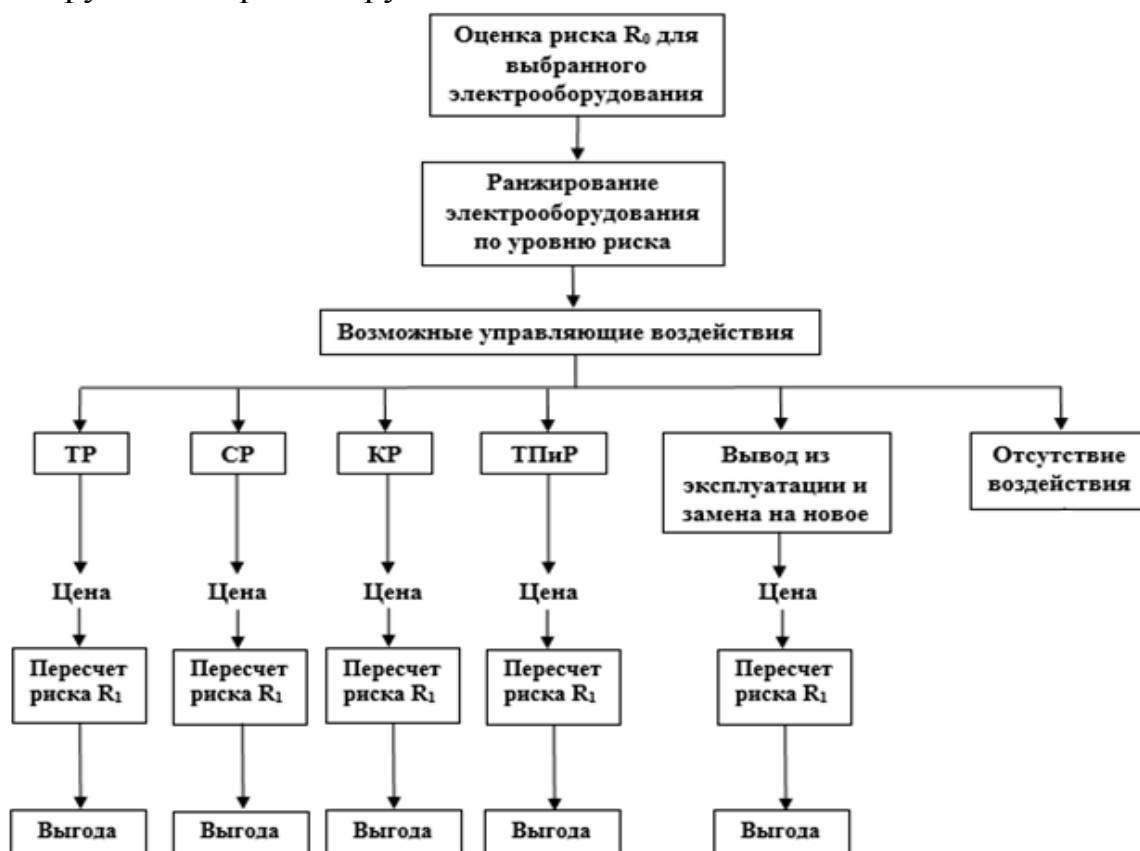 Оценка риска R₀ для
выбранного
электрооборудования
Ранжирование
электрооборудования
по уровню риска
Возможные управляющие воздействия
ТР
СР
КР
ТПиР
Вывод из
эксплуатации и
замена на новое
Отсутствие
воздействия
Цена
Цена
Цена
Цена
Цена
Пересчет
риска R₁
Пересчет
риска R₁
Пересчет
риска R₁
Пересчет
риска R₁
Пересчет
риска R₁
Выгода
Выгода
Выгода
Выгода
Выгода